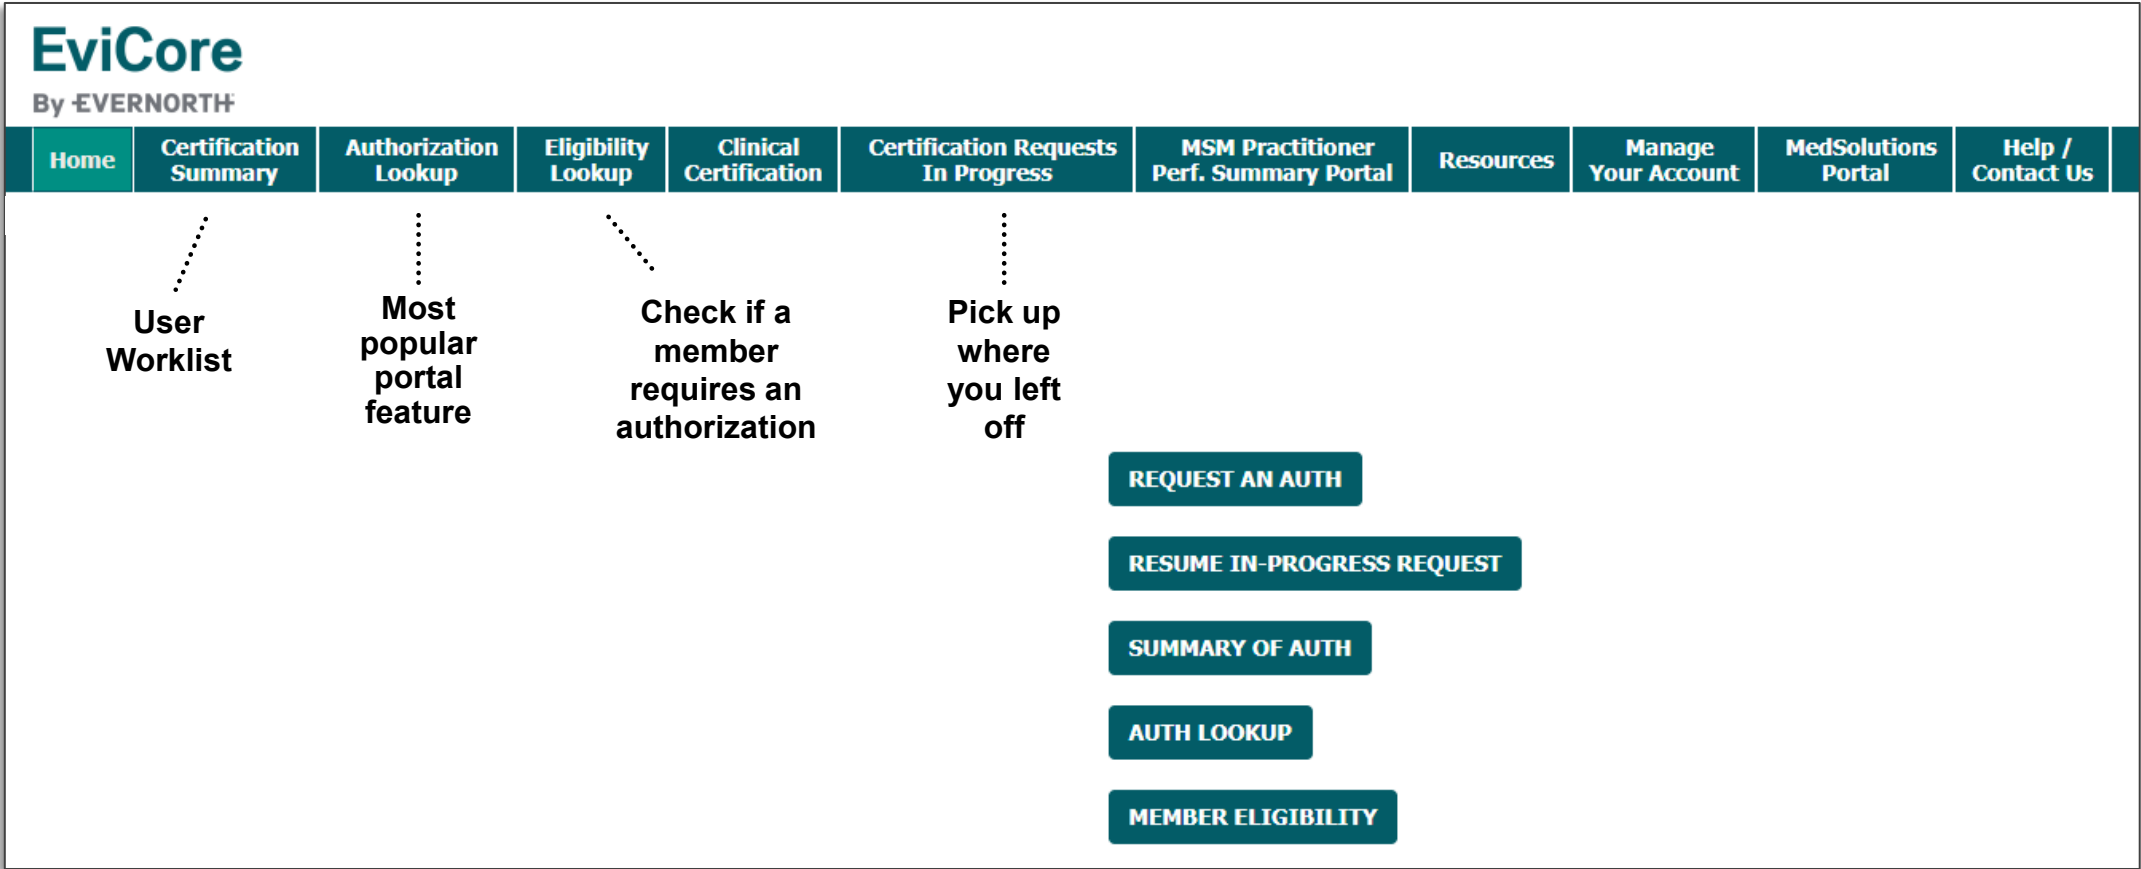 EviCore
By EVERNORTH
Home
Certification
Summary
Authorization
Lookup
Eligibility
Lookup
Clinical
Certification
Certification Requests
In Progress
MSM Practitioner
Perf. Summary Portal
Resources
Manage
Your Account
MedSolutions
Portal
Help /
Contact Us
User
Worklist
Most
popular
portal
feature
Check if a
member
requires an
authorization
Pick up
where
you left
off
REQUEST AN AUTH
RESUME IN-PROGRESS REQUEST
SUMMARY OF AUTH
AUTH LOOKUP
MEMBER ELIGIBILITY